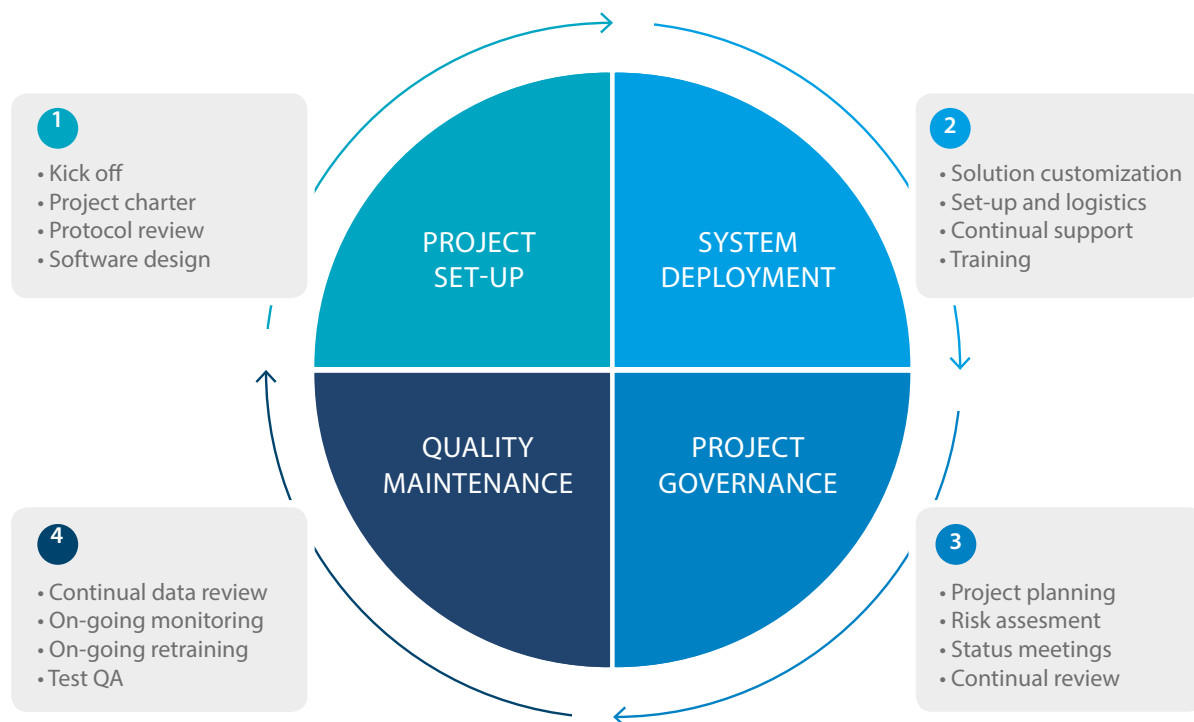 1
• Kick off
• Project charter
• Protocol review
• Software design
PROJECT
SET-UP
SYSTEM
DEPLOYMENT
2
• Solution customization
• Set-up and logistics
• Continual support
• Training
4
• Continual data review
• On-going monitoring
• On-going retraining
• Test QA
QUALITY
MAINTENANCE
PROJECT
GOVERNANCE
3
• Project planning
• Risk assesment
• Status meetings
• Continual review